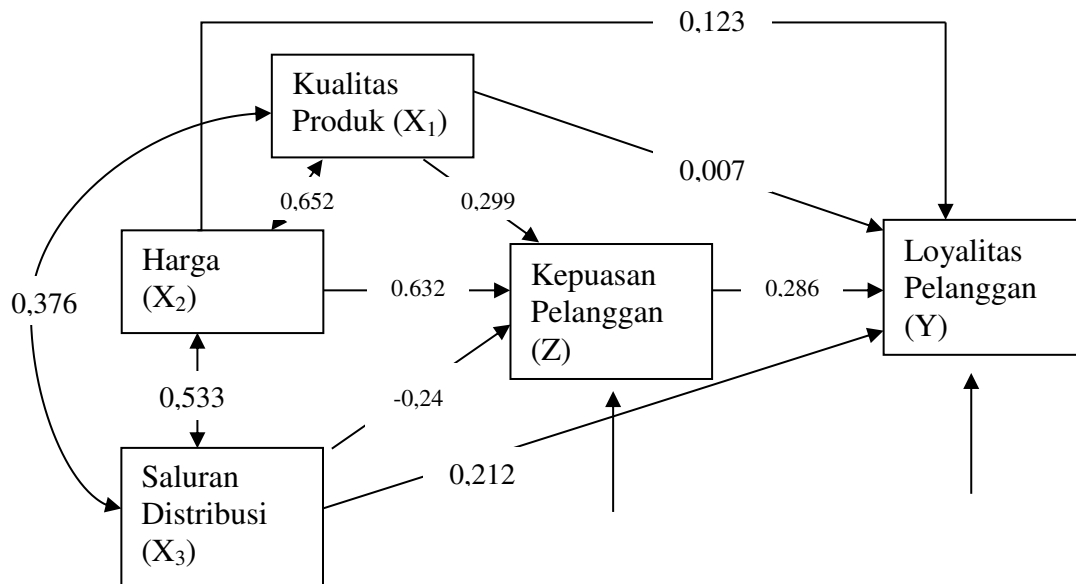 0,123
Kualitas
Produk (X₁)
0,007
0,652
0,299
Harga
(X₂)
0,376
0.632
Kepuasan
Pelanggan
(Z)
0,286
Loyalitas
Pelanggan
(Y)
0,533
-0,24
Saluran
Distribusi
(X₃)
0,212